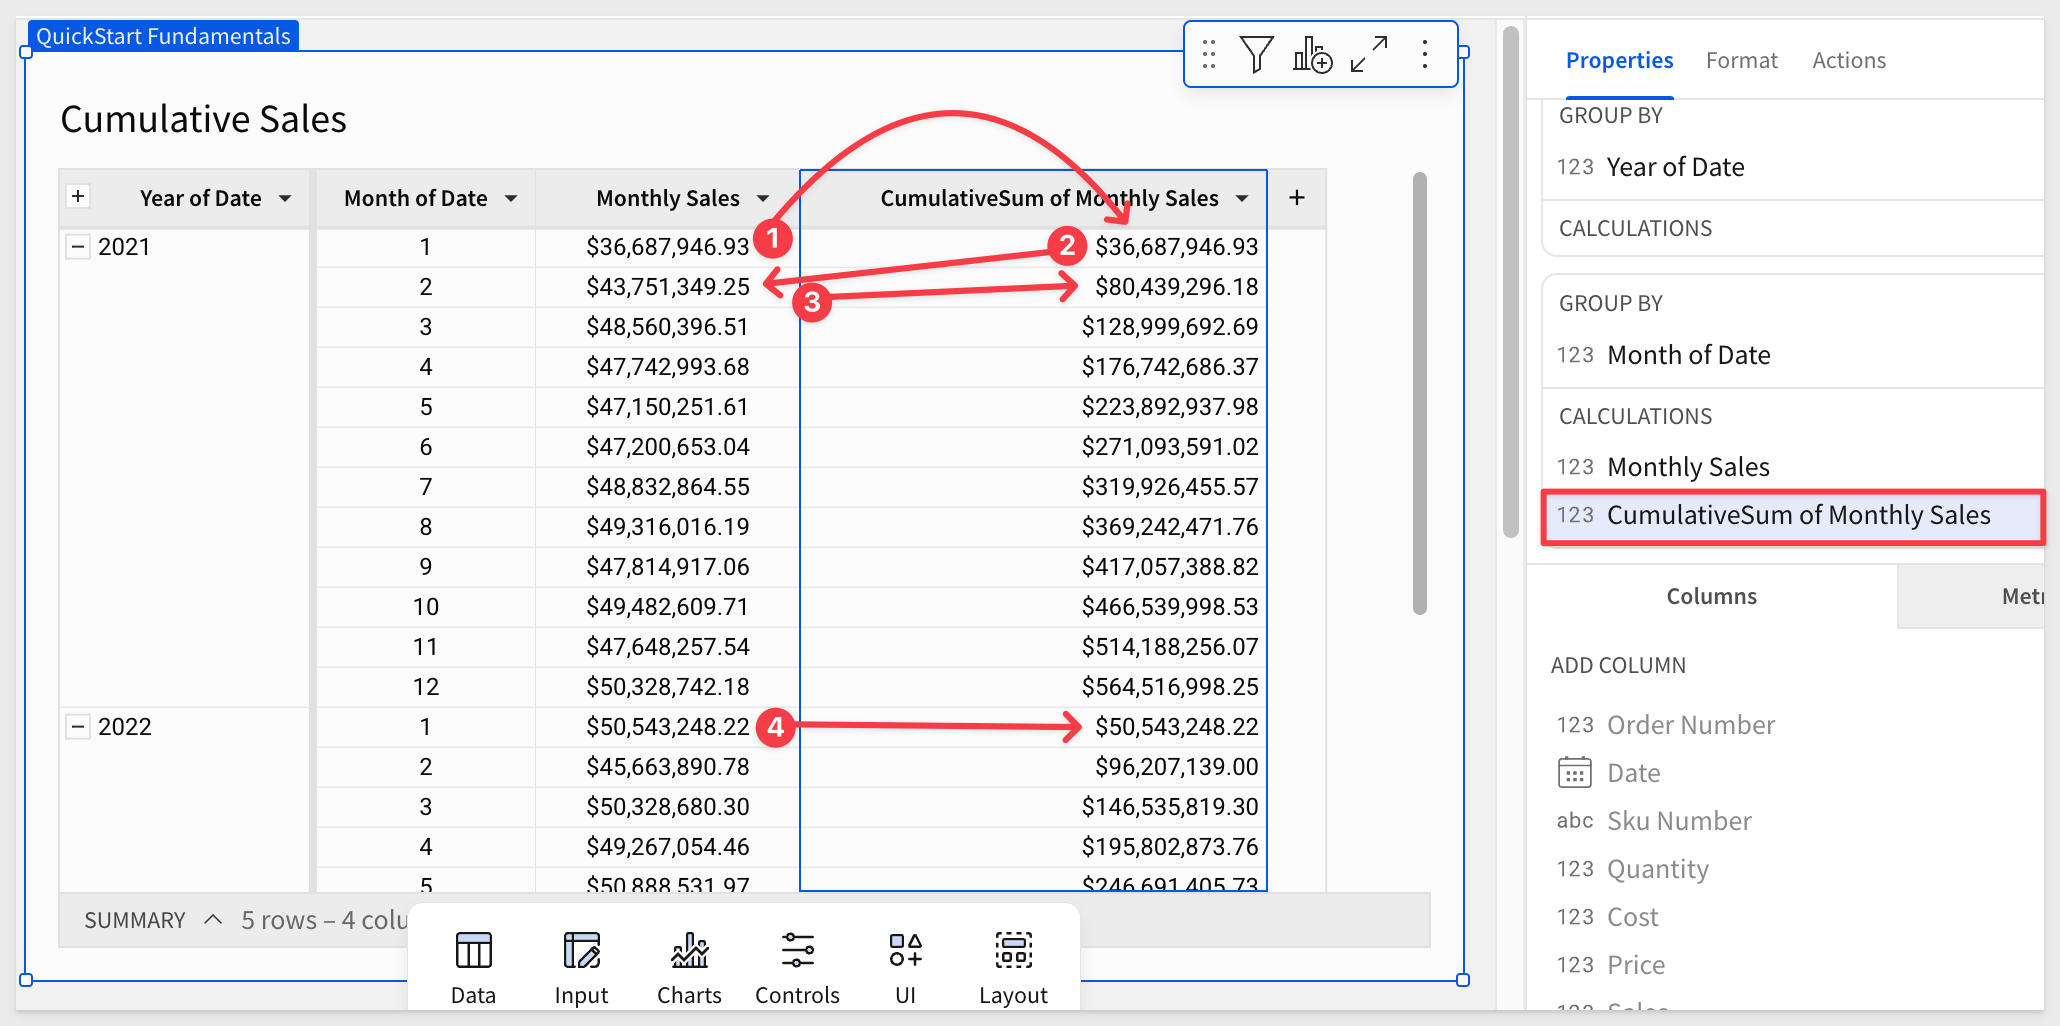 QuickStart Fundamentals
Cumulative Sales
Year of Date Month of Date Monthly Sales CumulativeSum of Monthly Sales
2021 1 $36,687,946.93 1 2 $36,687,946.93
2 $43,751,349.25 3 $80,439,296.18
3 $48,560,396.51 $128,999,692.69
4 $47,742,993.68 $176,742,686.37
5 $47,150,251.61 $223,892,937.98
6 $47,200,653.04 $271,093,591.02
7 $48,832,864.55 $319,926,455.57
8 $49,316,016.19 $369,242,471.76
9 $47,814,917.06 $417,057,388.82
10 $49,482,609.71 $466,539,998.53
11 $47,648,257.54 $514,188,256.07
12 $50,328,742.18 $564,516,998.25
2022 1 $50,543,248.22 4 $50,543,248.22
2 $45,663,890.78 $96,207,139.00
3 $50,328,680.30 $146,535,819.30
4 $49,267,054.46 $195,802,873.76
5 $50,888,531.97 $246,691,405.73
SUMMARY 5 rows – 4 colu
Data Input Charts Controls UI Layout
Properties Format Actions
GROUP BY
123 Year of Date
CALCULATIONS
GROUP BY
123 Month of Date
CALCULATIONS
123 Monthly Sales
123 CumulativeSum of Monthly Sales
Columns Metr
ADD COLUMN
123 Order Number
123 Date
abc Sku Number
123 Quantity
123 Cost
123 Price
123 Sales